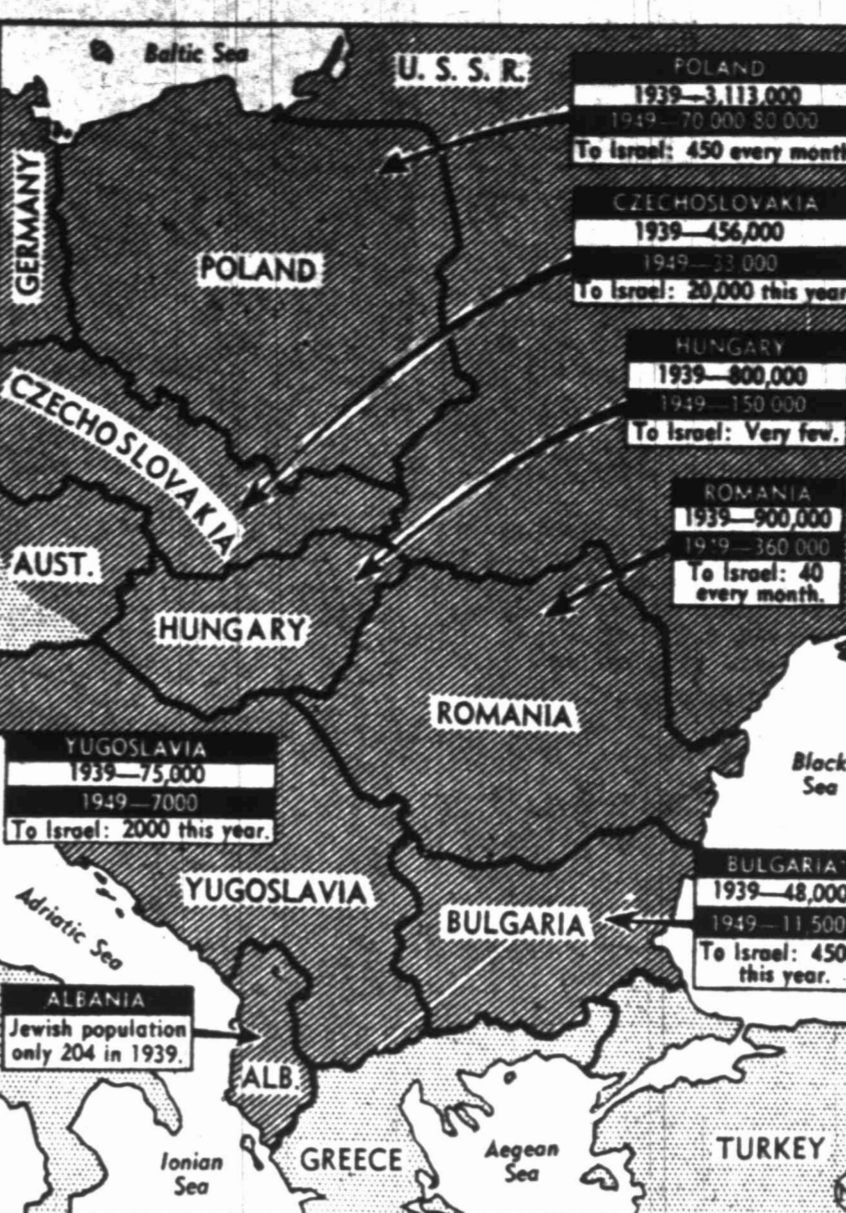 Baltic Sea
U. S. S. R.
POLAND
1939—3,113,000
1949—70 000-80 000
To Israel: 450 every month
GERMANY
POLAND
CZECHOSLOVAKIA
1939—456,000
1949—33,000
To Israel: 20,000 this year
HUNGARY
1939—800,000
1949—150 000
To Israel: Very few.
CZECHOSLOVAKIA
ROMANIA
1939—900,000
1949—360 000
To Israel: 40
every month.
AUST.
HUNGARY
ROMANIA
YUGOSLAVIA
1939—75,000
1949—7000
To Israel: 2000 this year.
Black
Sea
YUGOSLAVIA
BULGARIA
BULGARIA
1939—48,000
1949—11,500
To Israel: 450
this year.
Adriatic Sea
ALBANIA
Jewish population
only 204 in 1939.
ALB.
Ionian
Sea
GREECE
Aegean
Sea
TURKEY